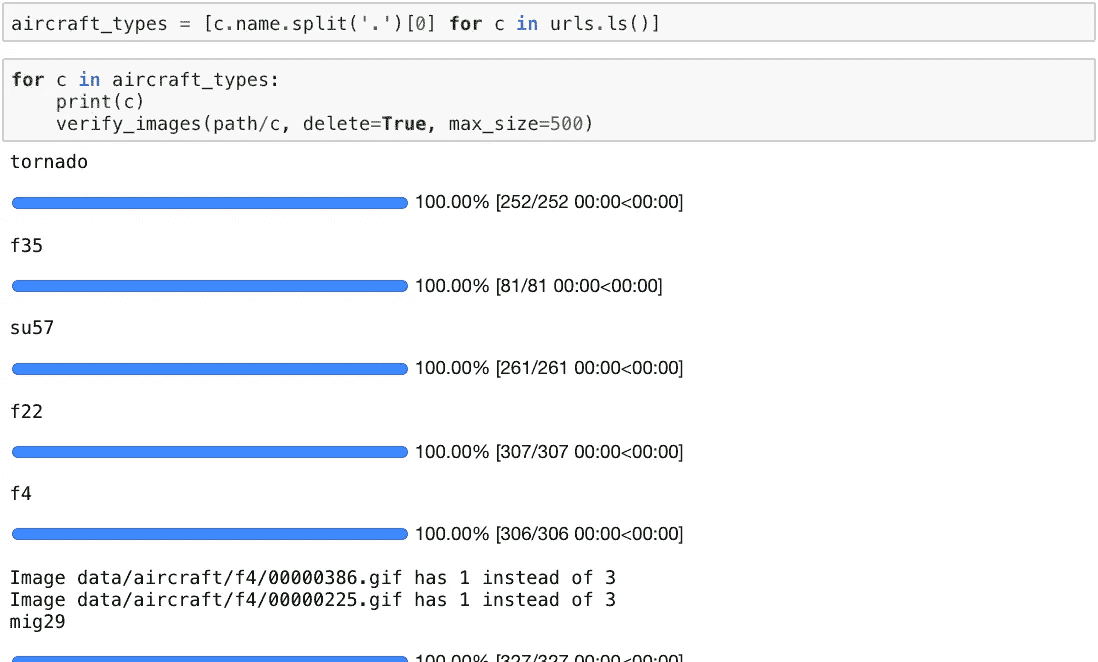 aircraft_types = [c.name.split('.')[0] for c in urls.ls()]
for c in aircraft_types:
    print(c)
    verify_images(path/c, delete=True, max_size=500)
tornado
100.00% [252/252 00:00<00:00]
f35
100.00% [81/81 00:00<00:00]
su57
100.00% [261/261 00:00<00:00]
f22
100.00% [307/307 00:00<00:00]
f4
100.00% [306/306 00:00<00:00]
Image data/aircraft/f4/00000386.gif has 1 instead of 3
Image data/aircraft/f4/00000225.gif has 1 instead of 3
mig29
100.00% [327/327 00:00<00:00]